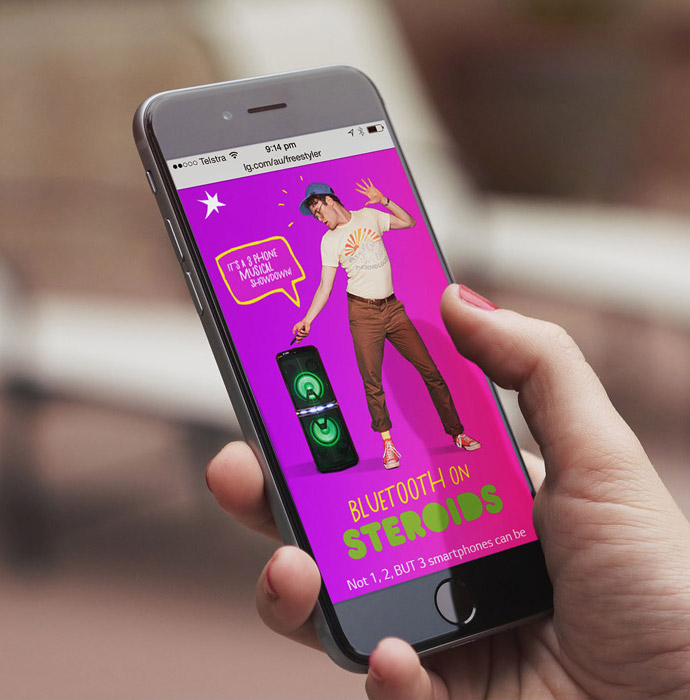 Telstra
9:14 pm
lg.com/au/freestyler
IT'S A 3 PHONE
MUSICAL
SHOWDOWN!
BLUETOOTH ON
STEROIDS
Not 1, 2, BUT 3 smartphones can be